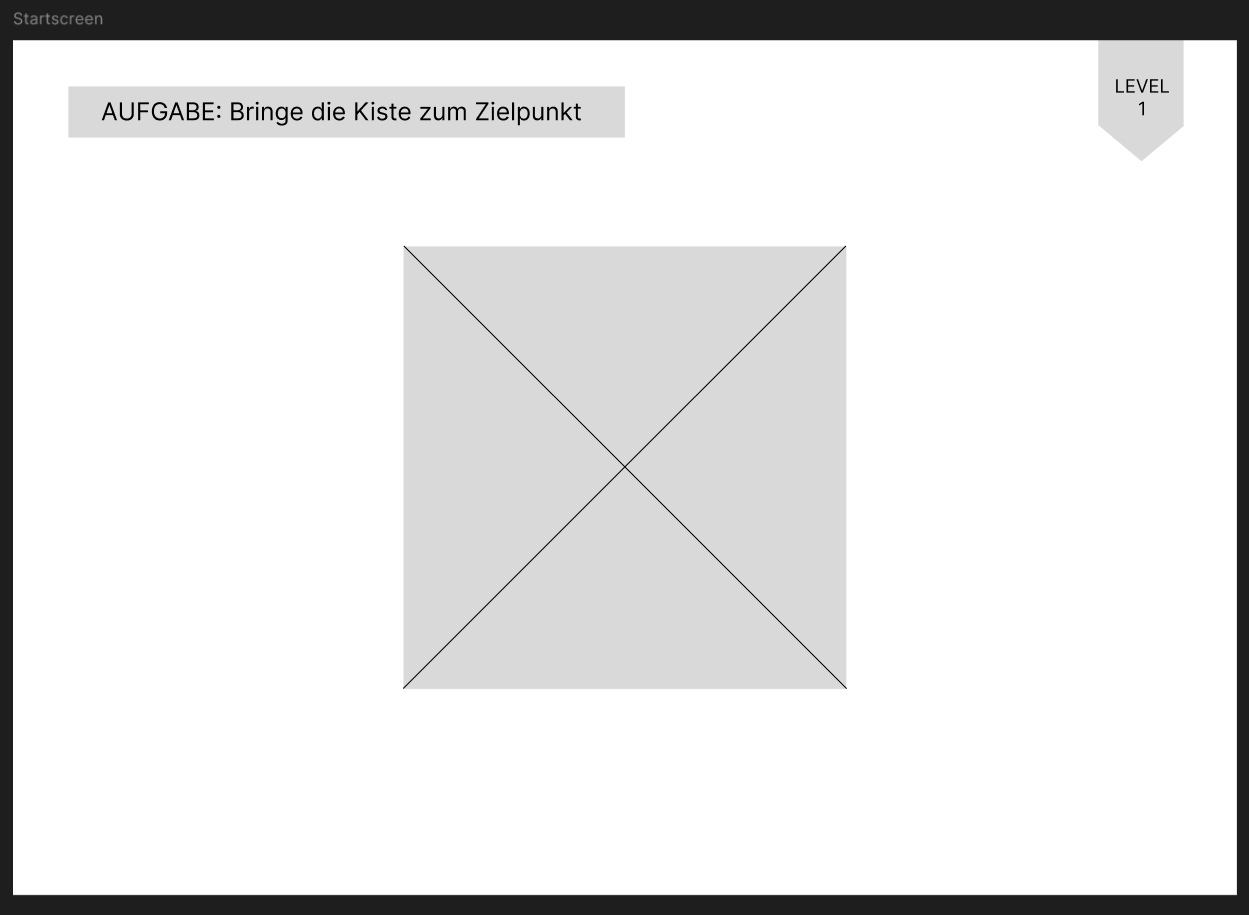 Startscreen
AUFGABE: Bringe die Kiste zum Zielpunkt
LEVEL
1